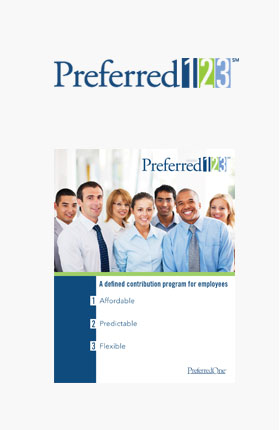 Preferred123℠
Preferred123℠
A defined contribution program for employees
1 Affordable
2 Predictable
3 Flexible
PreferredOne